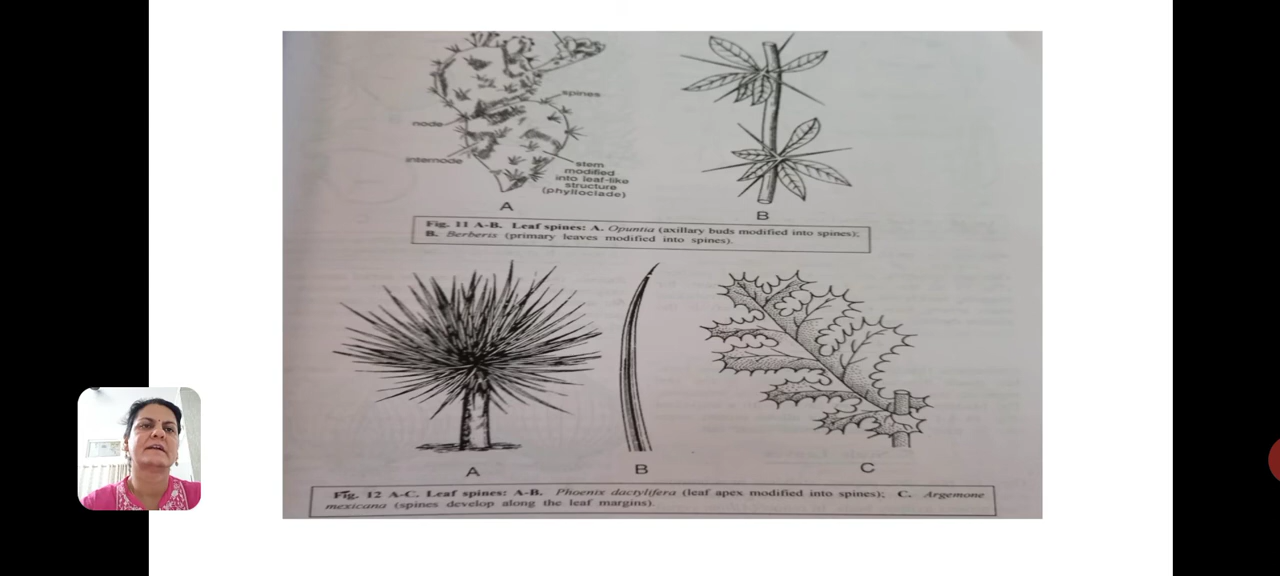 spines
node
internode
stem
modified
into leaf-like
structure
(phylloclade)
A
B
Fig. 11 A-B. Leaf spines: A. Opuntia (axillary buds modified into spines);
B. Berberis (primary leaves modified into spines).
A
B
C
Fig. 12 A-C. Leaf spines: A-B. Phoenix dactylifera (leaf apex modified into spines); C. Argemone
mexicana (spines develop along the leaf margins).